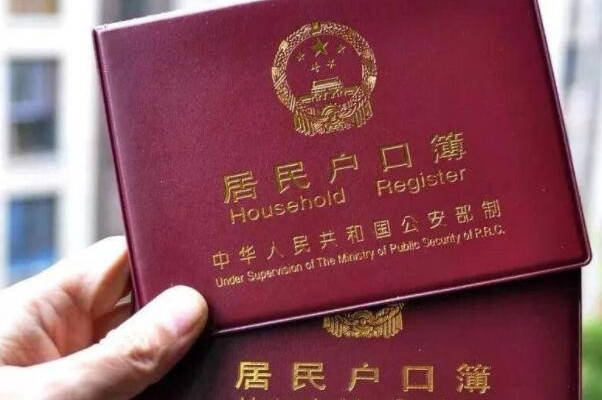 居民户口簿
Household Register
中华人民共和国公安部制
Under Supervision of The Ministry of Public Security of P.R.C.
居民户口簿